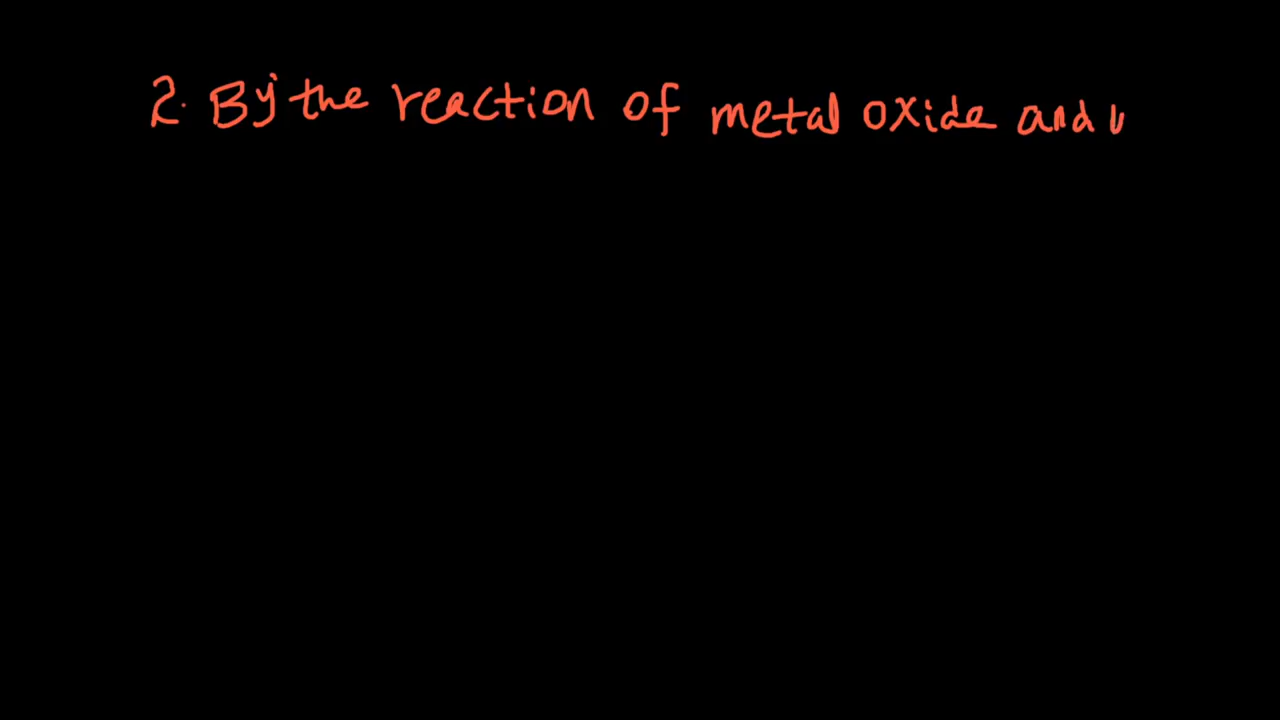 2. By the reaction of metal oxide and